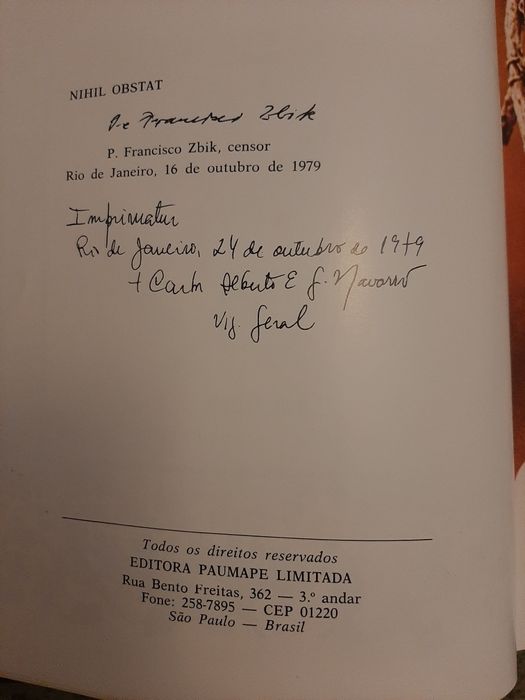 NIHIL OBSTAT
Pe Francisco Zbik
P. Francisco Zbik, censor
Rio de Janeiro, 16 de outubro de 1979
Imprimatur
Rio de Janeiro, 24 de outubro de 1979
+ Carlos Alberto E G. Navarro
Vig. Geral
Todos os direitos reservados
EDITORA PAUMAPE LIMITADA
Rua Bento Freitas, 362 — 3.º andar
Fone: 258-7895 — CEP 01220
São Paulo — Brasil